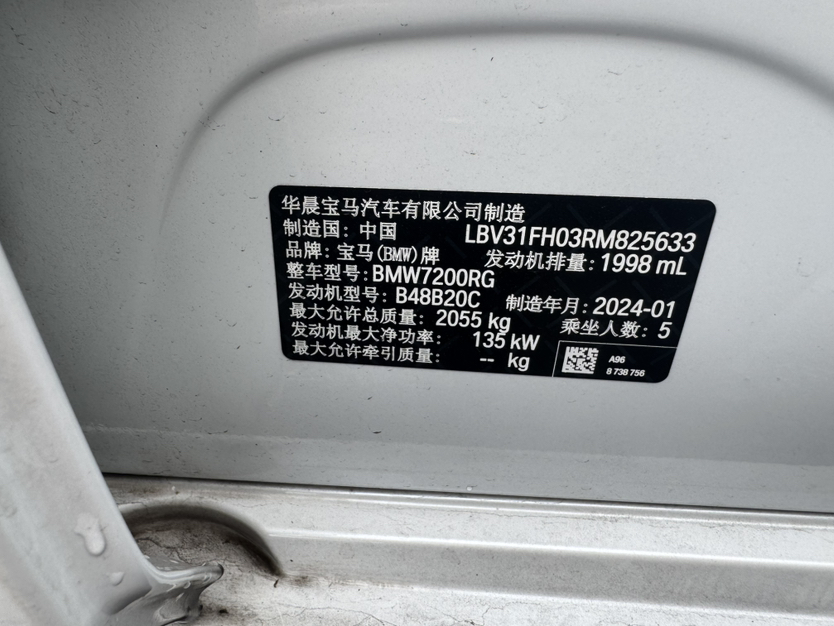 华晨宝马汽车有限公司制造
制造国：中国 LBV31FH03RM825633
品牌：宝马(BMW)牌 发动机排量：1998 mL
整车型号：BMW7200RG
发动机型号：B48B20C 制造年月：2024-01
最大允许总质量：2055 kg 乘坐人数：5
发动机最大净功率：135 kW
最大允许牵引质量：-- kg
A96
8 738 756